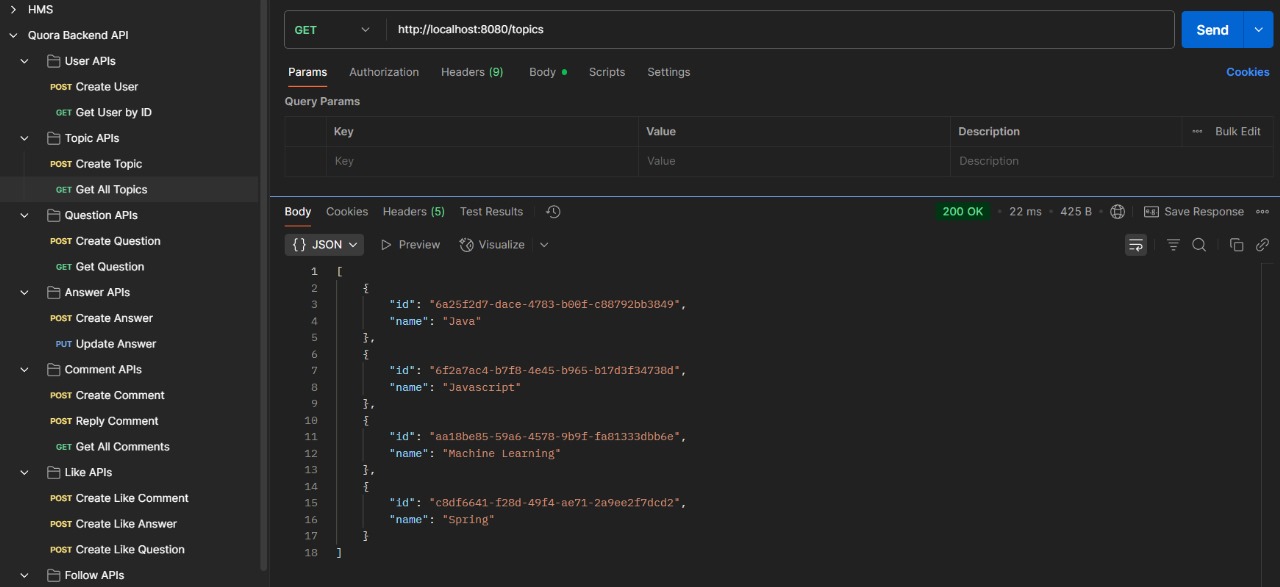 HMS
Quora Backend API
User APIs
POST Create User
GET Get User by ID
Topic APIs
POST Create Topic
GET Get All Topics
Question APIs
POST Create Question
GET Get Question
Answer APIs
POST Create Answer
PUT Update Answer
Comment APIs
POST Create Comment
POST Reply Comment
GET Get All Comments
Like APIs
POST Create Like Comment
POST Create Like Answer
POST Create Like Question
Follow APIs
GET http://localhost:8080/topics Send
Params Authorization Headers (9) Body Scripts Settings Cookies
Query Params
Key Value Description ••• Bulk Edit
Key Value Description
Body Cookies Headers (5) Test Results 200 OK • 22 ms • 425 B • e.g. Save Response •••
{} JSON Preview Visualize
1 [
2 {
3 "id": "6a25f2d7-dace-4783-b00f-c88792bb3849",
4 "name": "Java"
5 },
6 {
7 "id": "6f2a7ac4-b7f8-4e45-b965-b17d3f34738d",
8 "name": "Javascript"
9 },
10 {
11 "id": "aa18be85-59a6-4578-9b9f-fa81333dbb6e",
12 "name": "Machine Learning"
13 },
14 {
15 "id": "c8df6641-f28d-49f4-ae71-2a9ee2f7dcd2",
16 "name": "Spring"
17 }
18 ]